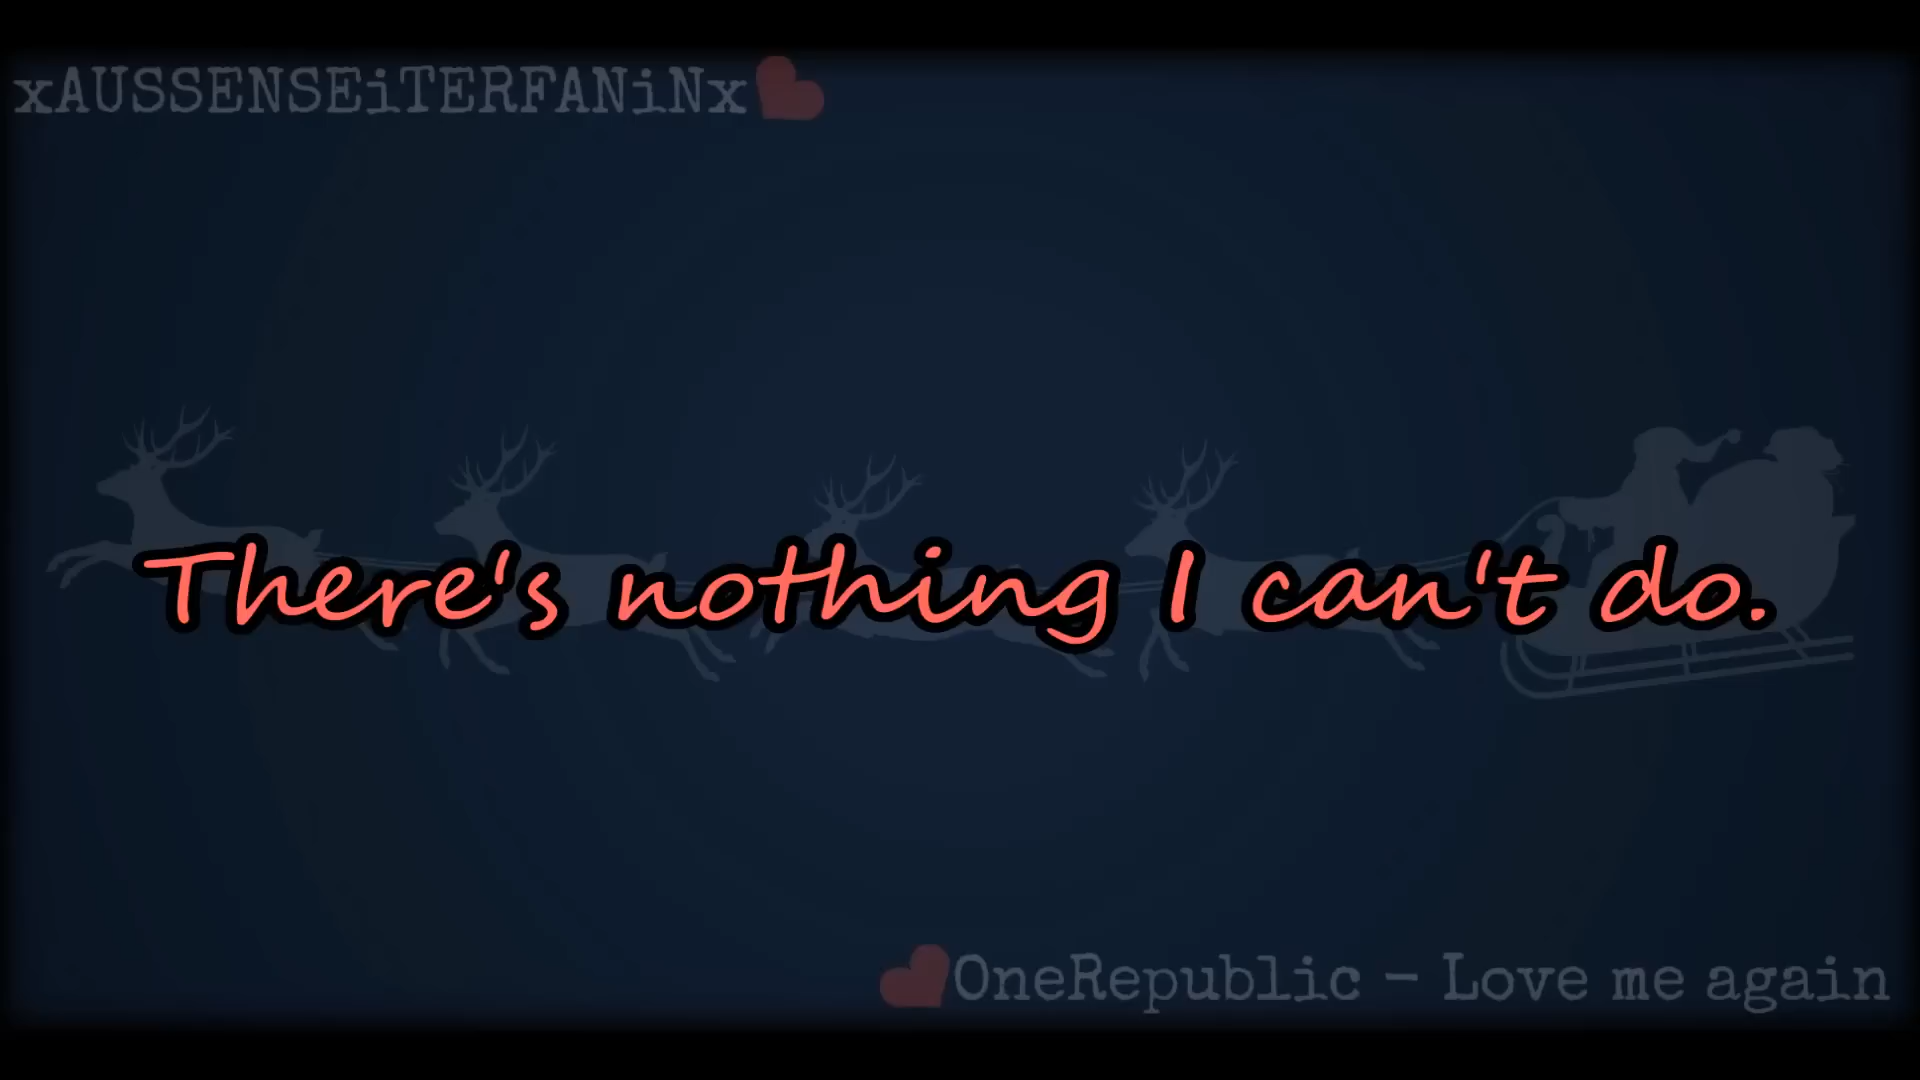 xAUSSENSEiTERFANiNx
There's nothing I can't do.
OneRepublic - Love me again